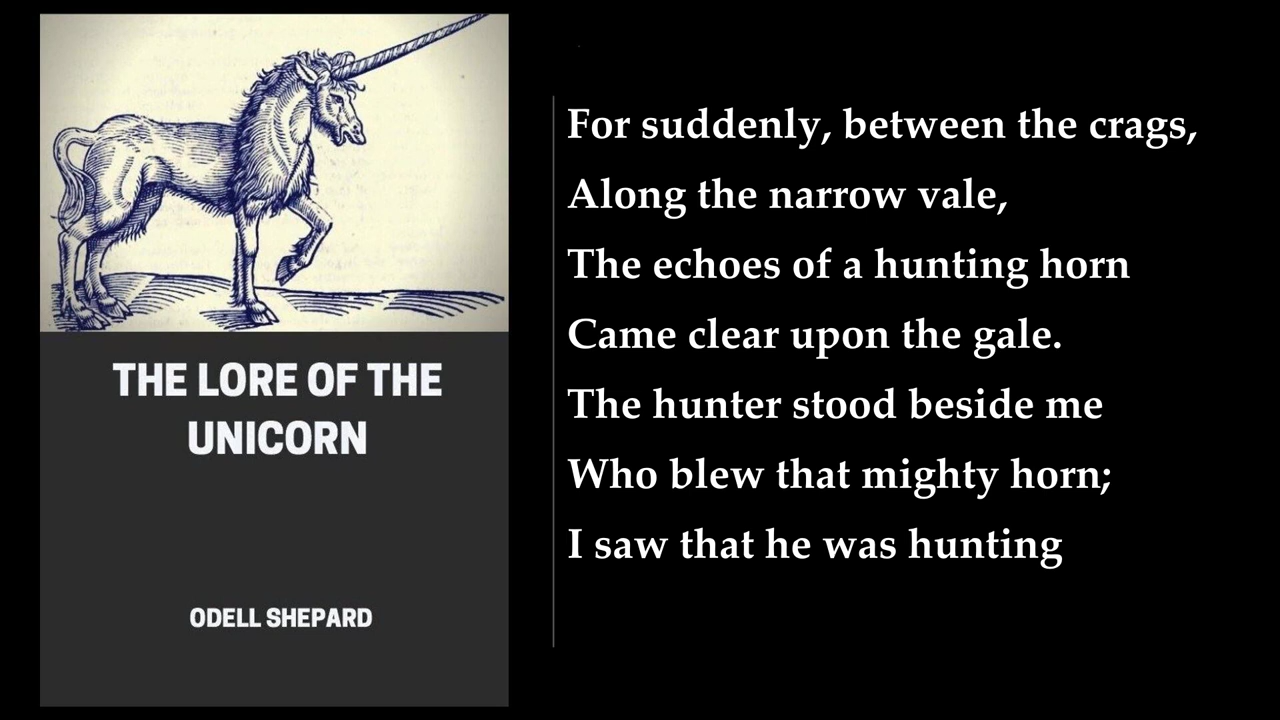 THE LORE OF THE
UNICORN
ODELL SHEPARD
For suddenly, between the crags,
Along the narrow vale,
The echoes of a hunting horn
Came clear upon the gale.
The hunter stood beside me
Who blew that mighty horn;
I saw that he was hunting